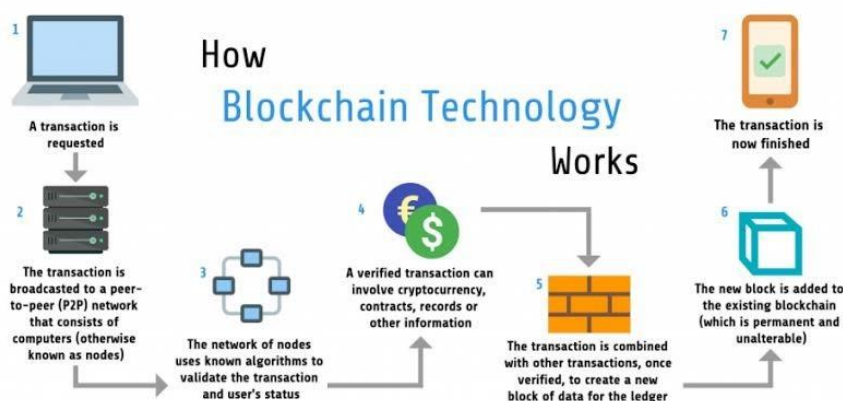 How
Blockchain Technology
Works
1
A transaction is
requested
2
The transaction is
broadcasted to a peer-
to-peer (P2P) network
that consists of
computers (otherwise
known as nodes)
3
The network of nodes
uses known algorithms to
validate the transaction
and user's status
4
€
$
A verified transaction can
involve cryptocurrency,
contracts, records or
other information
5
The transaction is combined
with other transactions, once
verified, to create a new
block of data for the ledger
6
The new block is added to
the existing blockchain
(which is permanent and
unalterable)
7
The transaction is
now finished